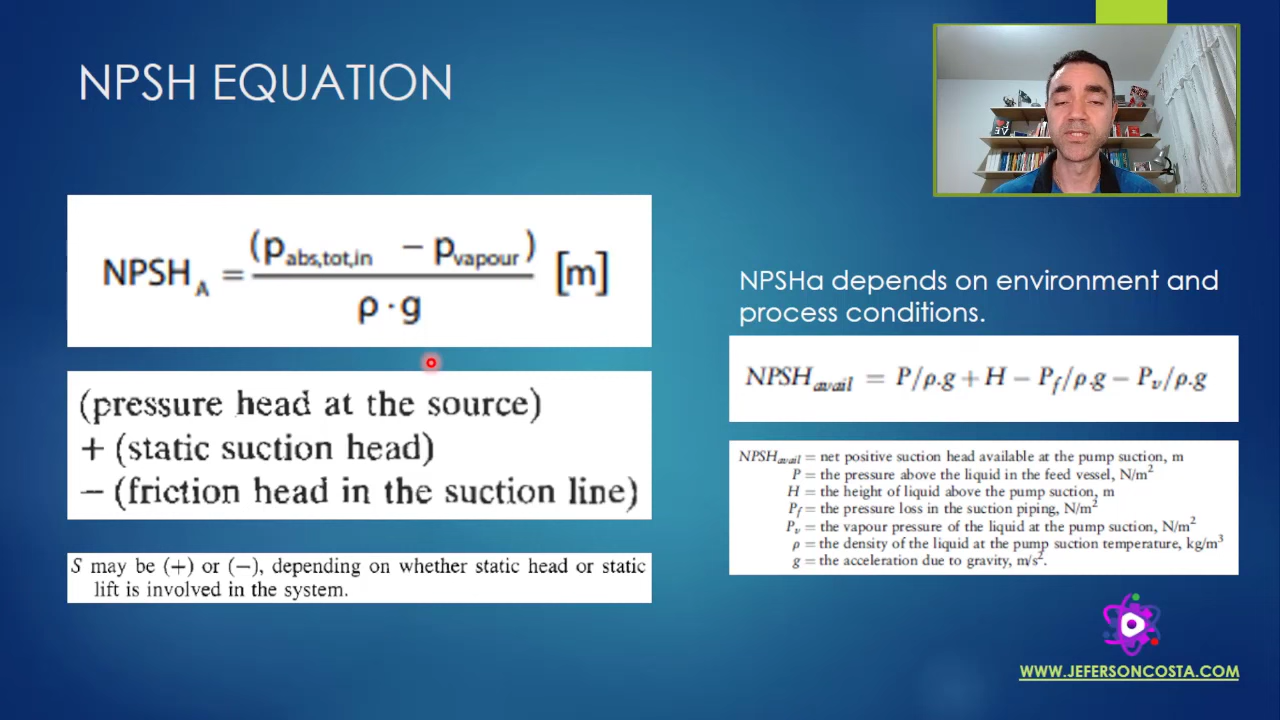 NPSH EQUATION
NPSH_A = (p_abs,tot,in − p_vapour) / ρ · g [m]
(pressure head at the source)
+ (static suction head)
− (friction head in the suction line)
S may be (+) or (−), depending on whether static head or static
lift is involved in the system.
NPSHa depends on environment and
process conditions.
NPSH_avail = P/ρ.g + H − P_f/ρ.g − P_v/ρ.g
NPSH_avail = net positive suction head available at the pump suction, m
P = the pressure above the liquid in the feed vessel, N/m²
H = the height of liquid above the pump suction, m
P_f = the pressure loss in the suction piping, N/m²
P_v = the vapour pressure of the liquid at the pump suction, N/m²
ρ = the density of the liquid at the pump suction temperature, kg/m³
g = the acceleration due to gravity, m/s².
WWW.JEFERSONCOSTA.COM